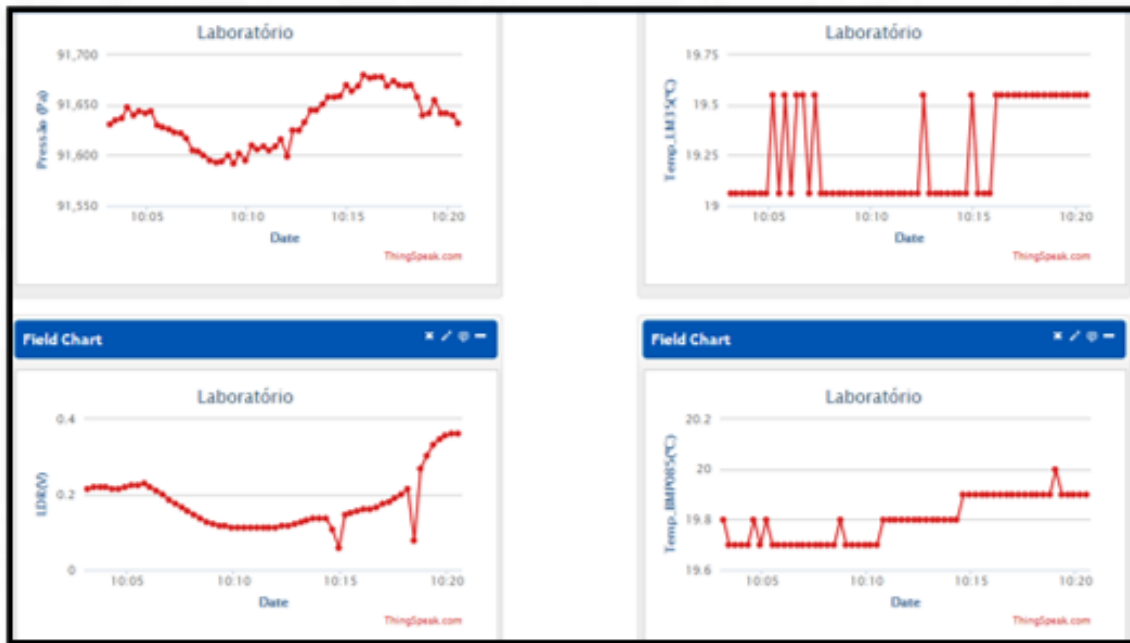 Laboratório
91,700
91,650
91,600
91,550
Pressão (Pa)
10:05 10:10 10:15 10:20
Date
ThingSpeak.com
Laboratório
19.75
19.5
19.25
19
Temp_LM35(ºC)
10:05 10:10 10:15 10:20
Date
ThingSpeak.com
Field Chart
Laboratório
0.4
0.2
0
LDR(V)
10:05 10:10 10:15 10:20
Date
ThingSpeak.com
Field Chart
Laboratório
20.2
20
19.8
19.6
Temp_BMP085(ºC)
10:05 10:10 10:15 10:20
Date
ThingSpeak.com